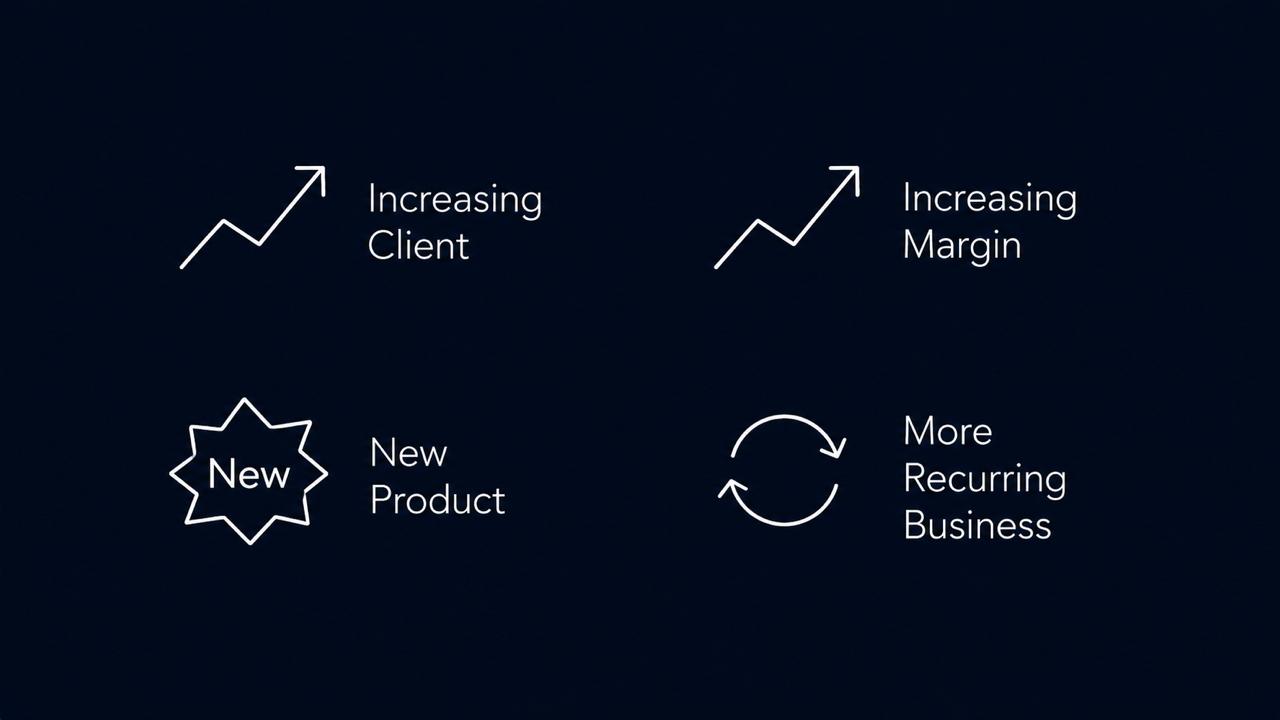 Increasing
Client
Increasing
Margin
New
New
Product
More
Recurring
Business